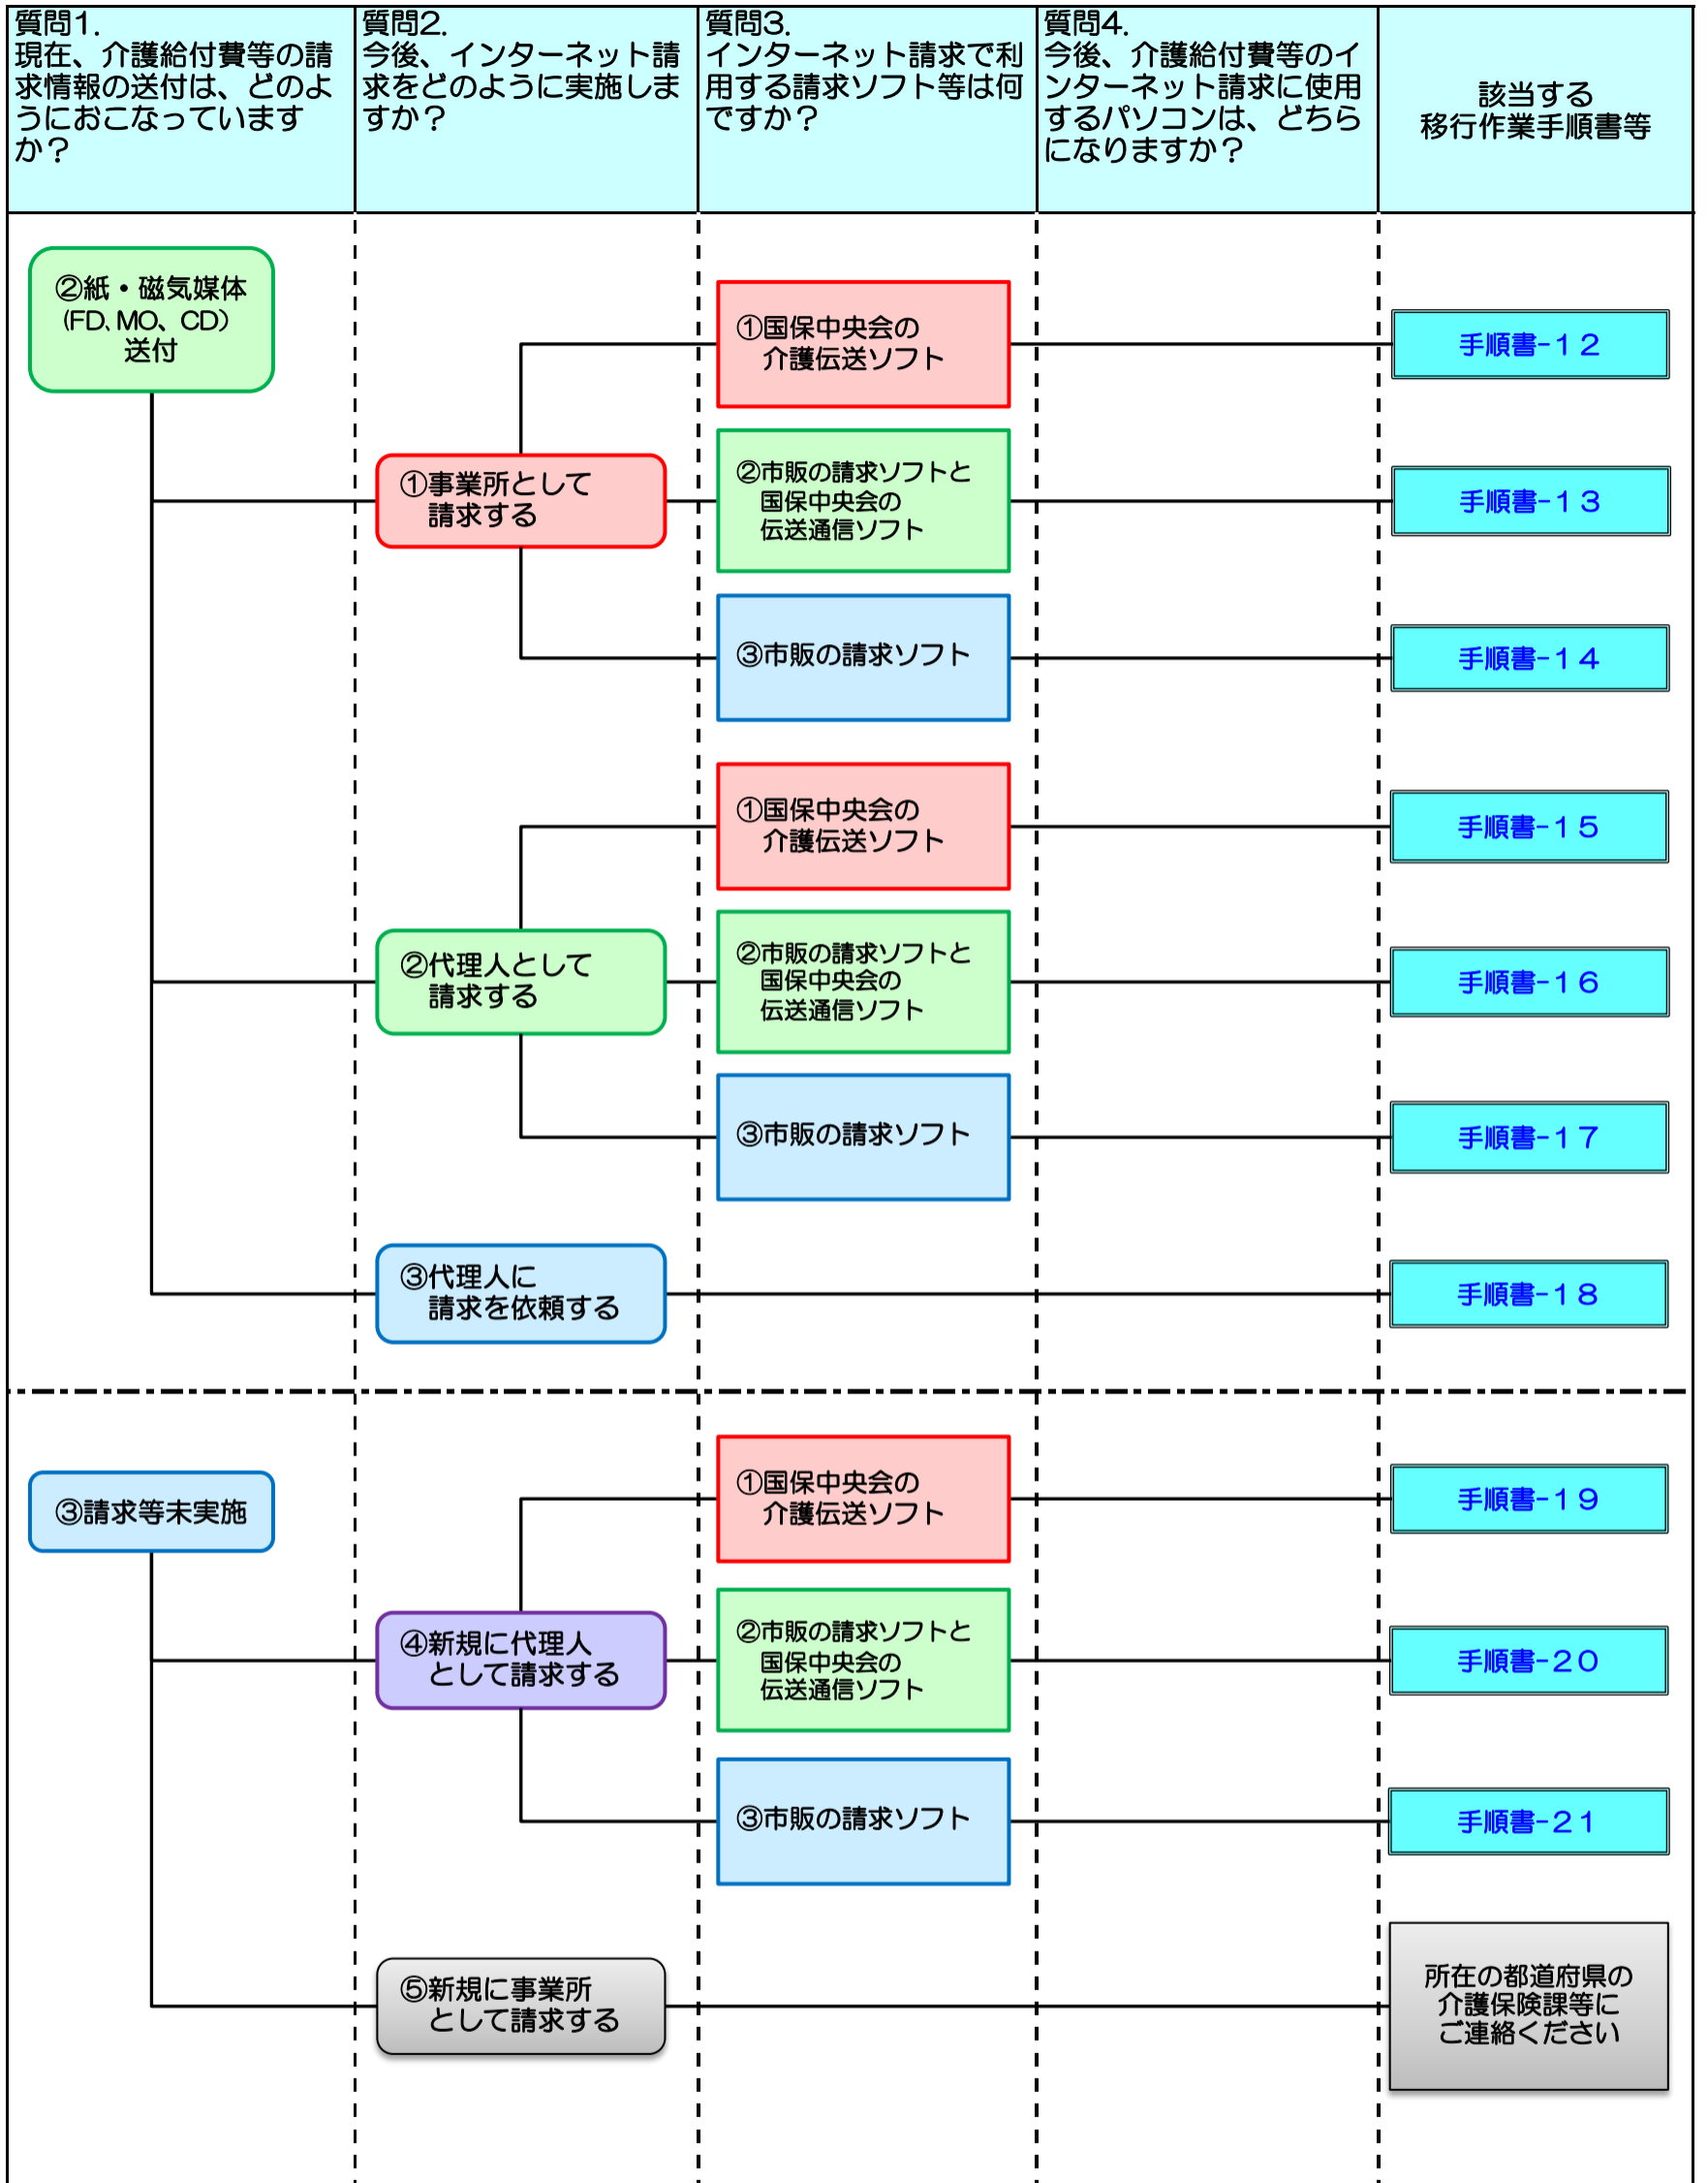 質問1.
現在、介護給付費等の請
求情報の送付は、どのよ
うにおこなっています
か？
質問2.
今後、インターネット請
求をどのように実施しま
すか？
質問3.
インターネット請求で利
用する請求ソフト等は何
ですか？
質問4.
今後、介護給付費等のイ
ンターネット請求に使用
するパソコンは、どちら
になりますか？
該当する
移行作業手順書等
②紙・磁気媒体
(FD、MO、CD）
送付
①事業所として
請求する
①国保中央会の
介護伝送ソフト
手順書-１２
②市販の請求ソフトと
国保中央会の
伝送通信ソフト
手順書-１３
③市販の請求ソフト
手順書-１４
②代理人として
請求する
①国保中央会の
介護伝送ソフト
手順書-１５
②市販の請求ソフトと
国保中央会の
伝送通信ソフト
手順書-１６
③市販の請求ソフト
手順書-１７
③代理人に
請求を依頼する
手順書-１８
③請求等未実施
④新規に代理人
として請求する
①国保中央会の
介護伝送ソフト
手順書-１９
②市販の請求ソフトと
国保中央会の
伝送通信ソフト
手順書-２０
③市販の請求ソフト
手順書-２１
⑤新規に事業所
として請求する
所在の都道府県の
介護保険課等に
ご連絡ください